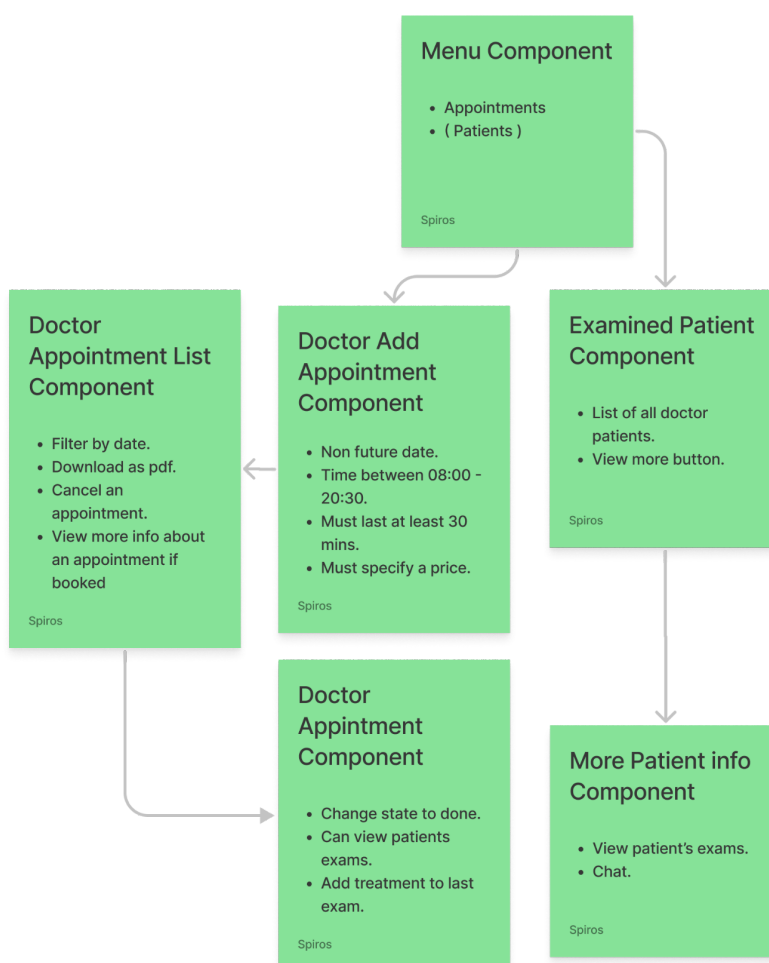 Menu Component
• Appointments
• ( Patients )
Spiros
Doctor
Appointment List
Component
• Filter by date.
• Download as pdf.
• Cancel an
appointment.
• View more info about
an appointment if
booked
Spiros
Doctor Add
Appointment
Component
• Non future date.
• Time between 08:00 -
20:30.
• Must last at least 30
mins.
• Must specify a price.
Spiros
Examined Patient
Component
• List of all doctor
patients.
• View more button.
Spiros
Doctor
Appintment
Component
• Change state to done.
• Can view patients
exams.
• Add treatment to last
exam.
Spiros
More Patient info
Component
• View patient’s exams.
• Chat.
Spiros